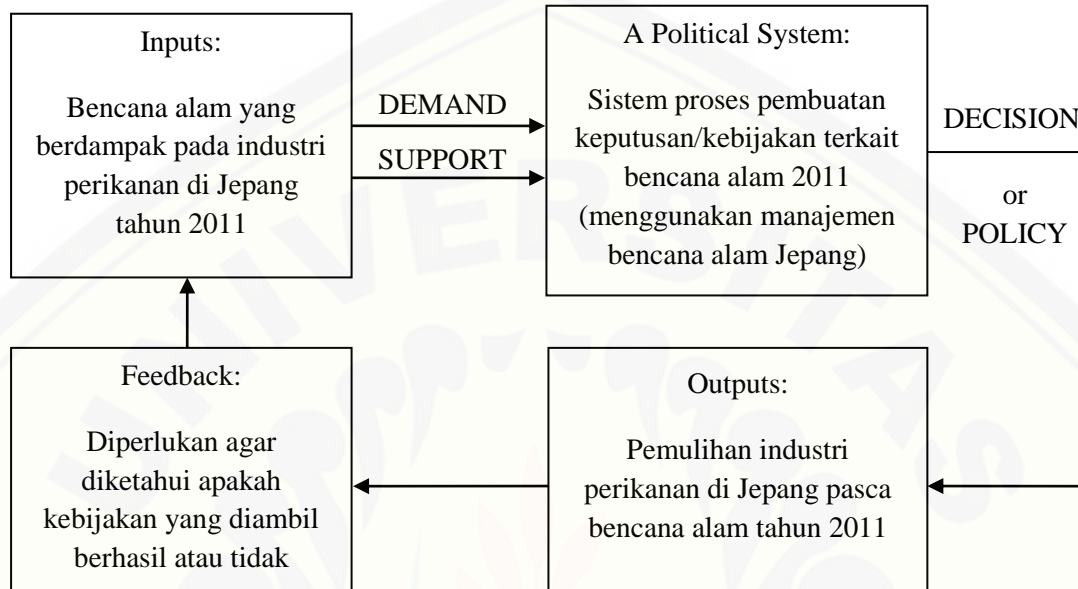 Inputs:
Bencana alam yang
berdampak pada industri
perikanan di Jepang
tahun 2011
DEMAND
SUPPORT
A Political System:
Sistem proses pembuatan
keputusan/kebijakan terkait
bencana alam 2011
(menggunakan manajemen
bencana alam Jepang)
DECISION
or
POLICY
Feedback:
Diperlukan agar
diketahui apakah
kebijakan yang diambil
berhasil atau tidak
Outputs:
Pemulihan industri
perikanan di Jepang pasca
bencana alam tahun 2011
UNIVERSITAS